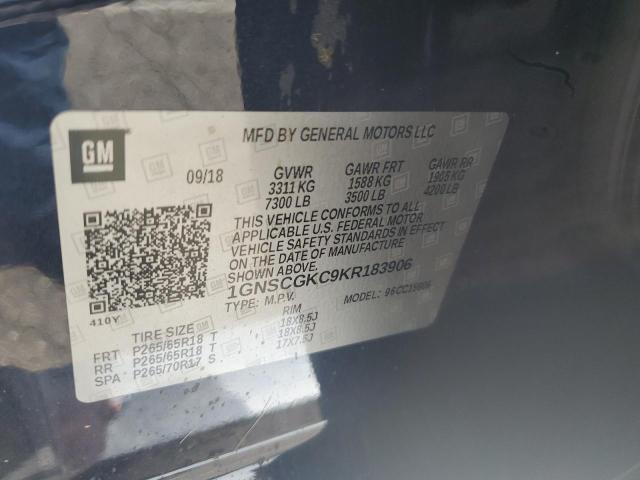 GM
MFD BY GENERAL MOTORS LLC
09/18 GVWR GAWR FRT GAWR RR
3311 KG 1588 KG 1905 KG
7300 LB 3500 LB 4200 LB
THIS VEHICLE CONFORMS TO ALL
APPLICABLE U.S. FEDERAL MOTOR
VEHICLE SAFETY STANDARDS IN EFFECT
ON THE DATE OF MANUFACTURE
1GNSCGKC9KR183906
TYPE: M.P.V. MODEL:
410Y
TIRE SIZE RIM
FRT P265/65R18 T 18X8.5J
RR P265/65R18 T 18X8.5J
SPA P265/70R17 S 17X7.5J